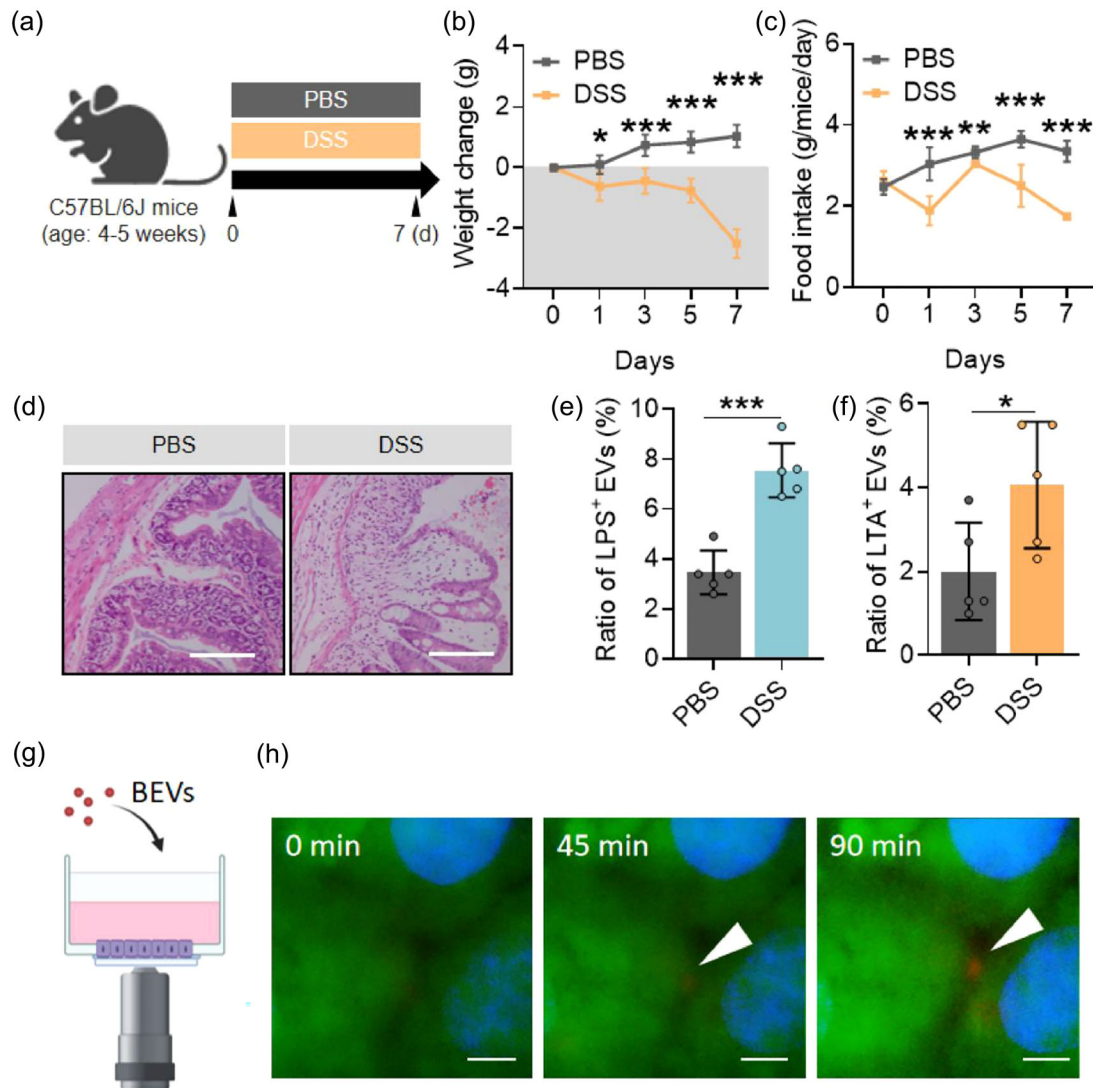 (a)
PBS
DSS
C57BL/6J mice
(age: 4-5 weeks)
0
7 (d)
(b)
Weight change (g)
4
2
0
-2
-4
PBS
DSS
*
***
***
***
0 1 3 5 7
Days
(c)
Food intake (g/mice/day)
6
4
2
0
PBS
DSS
***
**
***
***
0 1 3 5 7
Days
(d)
PBS
DSS
(e)
Ratio of LPS+ EVs (%)
10
8
6
4
2
0
***
PBS
DSS
(f)
Ratio of LTA+ EVs (%)
6
4
2
0
*
PBS
DSS
(g)
BEVs
(h)
0 min
45 min
90 min